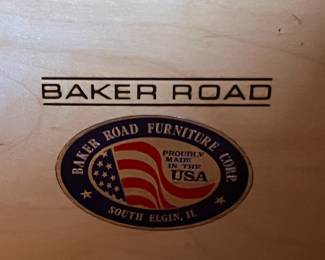 BAKER ROAD
BAKER ROAD FURNITURE CORP.
PROUDLY
MADE
IN THE
USA
SOUTH ELGIN, IL